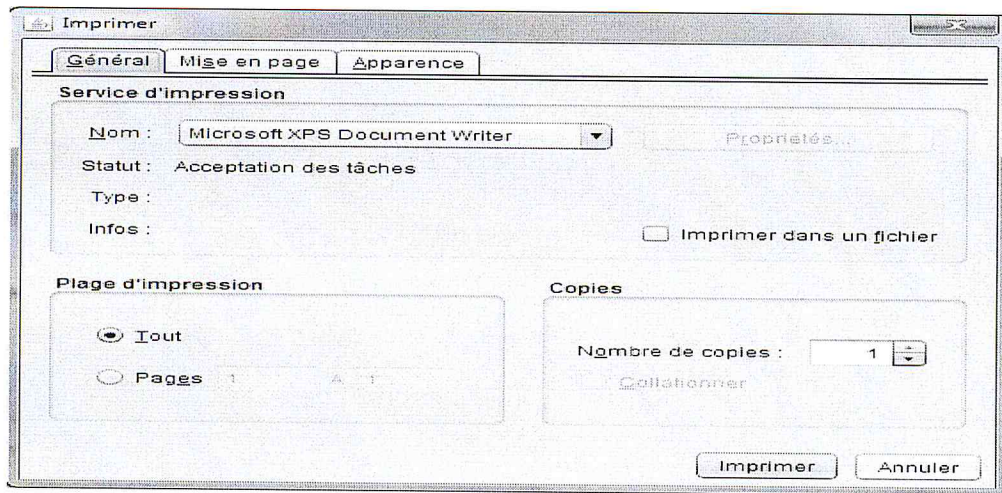 Imprimer
Général Mise en page Apparence
Service d'impression
Nom : Microsoft XPS Document Writer Propriétés...
Statut : Acceptation des tâches
Type :
Infos : Imprimer dans un fichier
Plage d'impression Copies
Tout
Nombre de copies : 1
Pages 1 A 1
Collationner
Imprimer Annuler